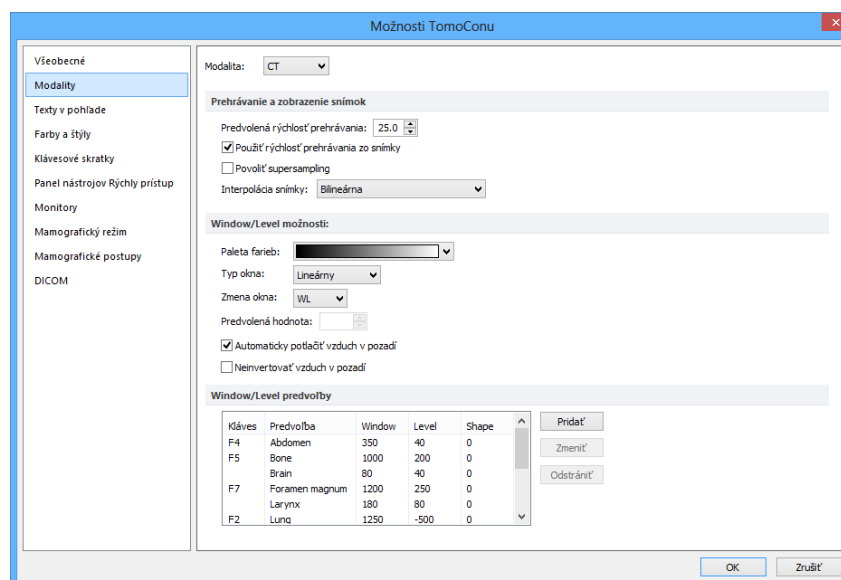 Možnosti TomoConu
Všeobecné
Modality
Texty v pohľade
Farby a štýly
Klávesové skratky
Panel nástrojov Rýchly prístup
Monitory
Mamografický režim
Mamografické postupy
DICOM
Modalita: CT
Prehrávanie a zobrazenie snímok
Predvolená rýchlosť prehrávania: 25.0
Použiť rýchlosť prehrávania zo snímky
Povoliť supersampling
Interpolácia snímky: Bilineárna
Window/Level možnosti:
Paleta farieb:
Typ okna: Lineárny
Zmena okna: WL
Predvolená hodnota:
Automaticky potlačiť vzduch v pozadí
Neinvertovať vzduch v pozadí
Window/Level predvoľby
Kláves Predvoľba Window Level Shape
F4 Abdomen 350 40 0
F5 Bone 1000 200 0
Brain 80 40 0
F7 Foramen magnum 1200 250 0
Larynx 180 80 0
F2 Lung 1250 -500 0
Pridať
Zmeniť
Odstrániť
OK Zrušiť